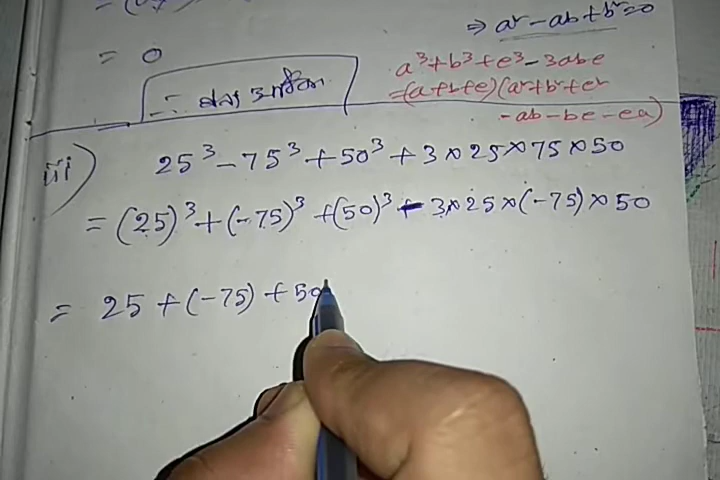 ⇒ a² - ab + b² = 0
= 0
a³ + b³ + c³ - 3abc
= (a+b+c)(a²+b²+c²
- ab - bc - ca)
iii) 25³ - 75³ + 50³ + 3 × 25 × 75 × 50
= (25)³ + (-75)³ + (50)³ - 3 × 25 × (-75) × 50
= 25 + (-75) + 50